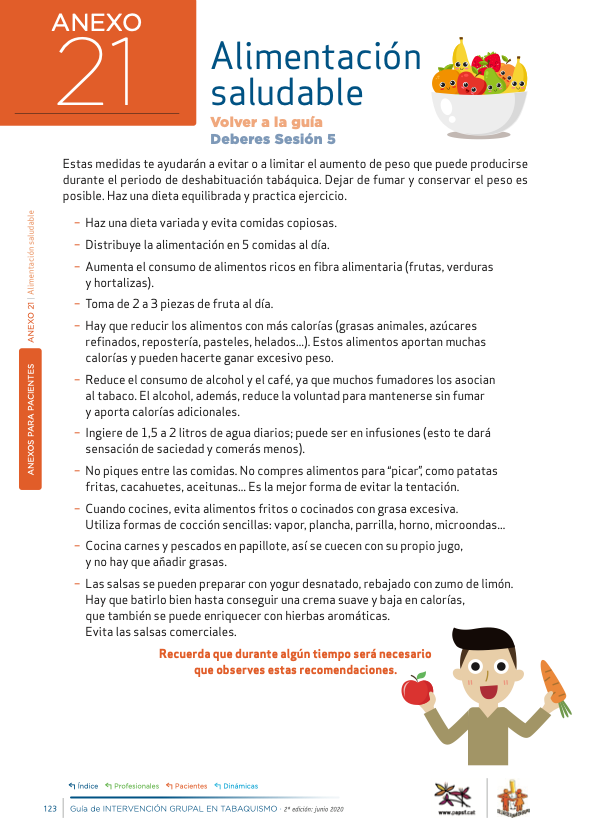 ANEXO
21
Alimentación
saludable
Volver a la guía
Deberes Sesión 5
Estas medidas te ayudarán a evitar o a limitar el aumento de peso que puede producirse
durante el periodo de deshabituación tabáquica. Dejar de fumar y conservar el peso es
posible. Haz una dieta equilibrada y practica ejercicio.
– Haz una dieta variada y evita comidas copiosas.
– Distribuye la alimentación en 5 comidas al día.
– Aumenta el consumo de alimentos ricos en fibra alimentaria (frutas, verduras
y hortalizas).
– Toma de 2 a 3 piezas de fruta al día.
– Hay que reducir los alimentos con más calorías (grasas animales, azúcares
refinados, repostería, pasteles, helados...). Estos alimentos aportan muchas
calorías y pueden hacerte ganar excesivo peso.
– Reduce el consumo de alcohol y el café, ya que muchos fumadores los asocian
al tabaco. El alcohol, además, reduce la voluntad para mantenerse sin fumar
y aporta calorías adicionales.
– Ingiere de 1,5 a 2 litros de agua diarios; puede ser en infusiones (esto te dará
sensación de saciedad y comerás menos).
– No piques entre las comidas. No compres alimentos para “picar”, como patatas
fritas, cacahuetes, aceitunas... Es la mejor forma de evitar la tentación.
– Cuando cocines, evita alimentos fritos o cocinados con grasa excesiva.
Utiliza formas de cocción sencillas: vapor, plancha, parrilla, horno, microondas...
– Cocina carnes y pescados en papillote, así se cuecen con su propio jugo,
y no hay que añadir grasas.
– Las salsas se pueden preparar con yogur desnatado, rebajado con zumo de limón.
Hay que batirlo bien hasta conseguir una crema suave y baja en calorías,
que también se puede enriquecer con hierbas aromáticas.
Evita las salsas comerciales.
Recuerda que durante algún tiempo será necesario
que observes estas recomendaciones.
ANEXO 21 | Alimentación saludable
ANEXOS PARA PACIENTES
Índice Profesionales Pacientes Dinámicas
123 Guía de INTERVENCIÓN GRUPAL EN TABAQUISMO · 2ª edición: junio 2020
www.papsf.cat